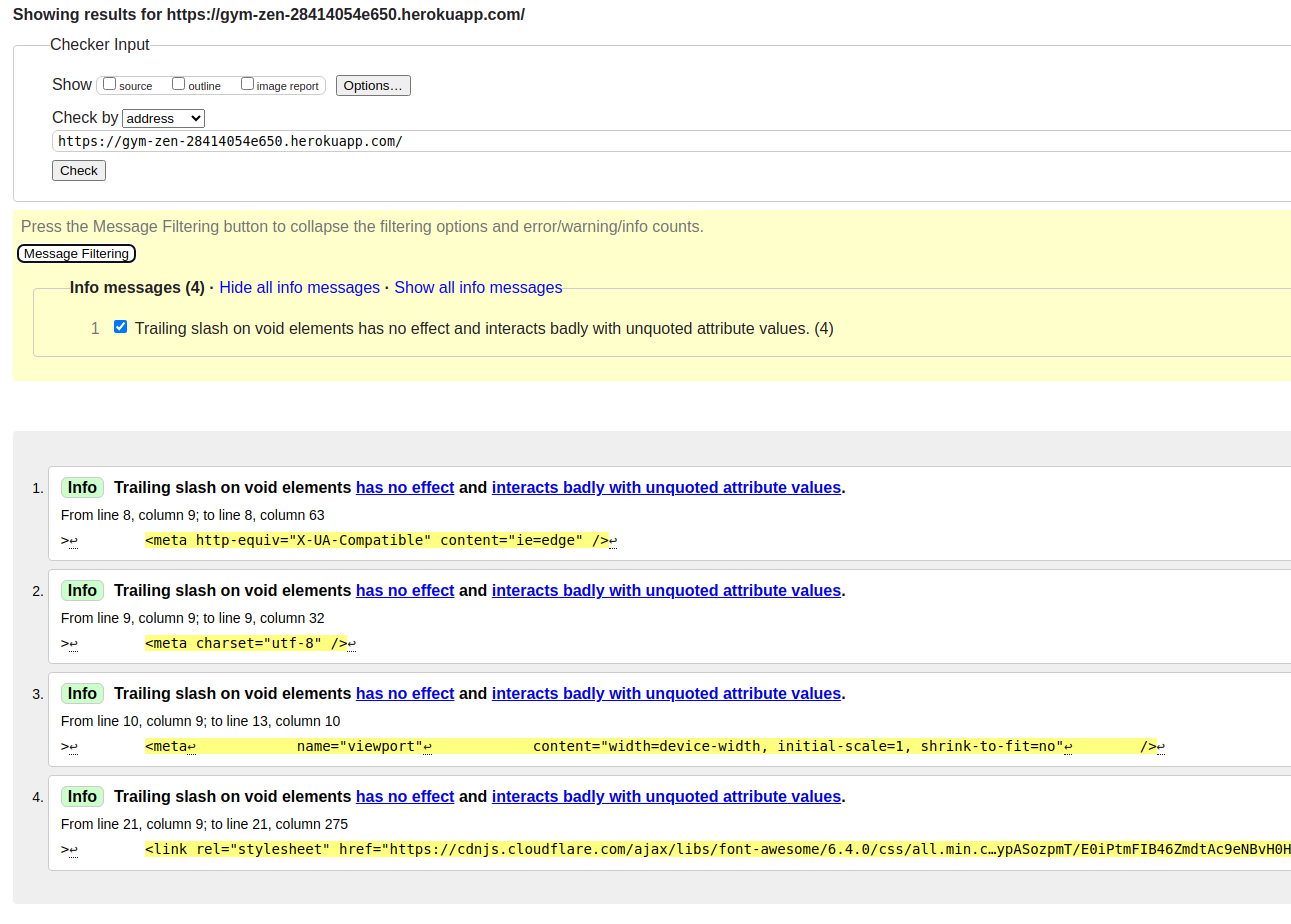 Showing results for https://gym-zen-28414054e650.herokuapp.com/
Checker Input
Show source outline image report Options…
Check by address
https://gym-zen-28414054e650.herokuapp.com/
Check
Press the Message Filtering button to collapse the filtering options and error/warning/info counts.
Message Filtering
Info messages (4) · Hide all info messages · Show all info messages
1 Trailing slash on void elements has no effect and interacts badly with unquoted attribute values. (4)
1. Info Trailing slash on void elements has no effect and interacts badly with unquoted attribute values.
From line 8, column 9; to line 8, column 63
>↩ <meta http-equiv="X-UA-Compatible" content="ie=edge" />↩
2. Info Trailing slash on void elements has no effect and interacts badly with unquoted attribute values.
From line 9, column 9; to line 9, column 32
>↩ <meta charset="utf-8" />↩
3. Info Trailing slash on void elements has no effect and interacts badly with unquoted attribute values.
From line 10, column 9; to line 13, column 10
>↩ <meta↩ name="viewport"↩ content="width=device-width, initial-scale=1, shrink-to-fit=no"↩ />↩
4. Info Trailing slash on void elements has no effect and interacts badly with unquoted attribute values.
From line 21, column 9; to line 21, column 275
>↩ <link rel="stylesheet" href="https://cdnjs.cloudflare.com/ajax/libs/font-awesome/6.4.0/css/all.min.c…ypASozpmT/E0iPtmFIB46ZmdtAc9eNBvH0H